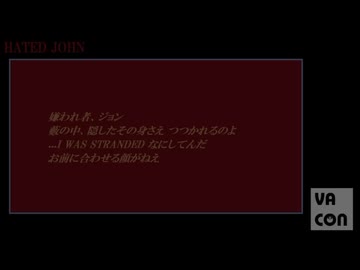 HATED JOHN
嫌われ者、ジョン
藪の中、隠したその身さえ つつかれるのよ
...I WAS STRANDED なにしてんだ
お前に合わせる顔がねえ
VA
CON